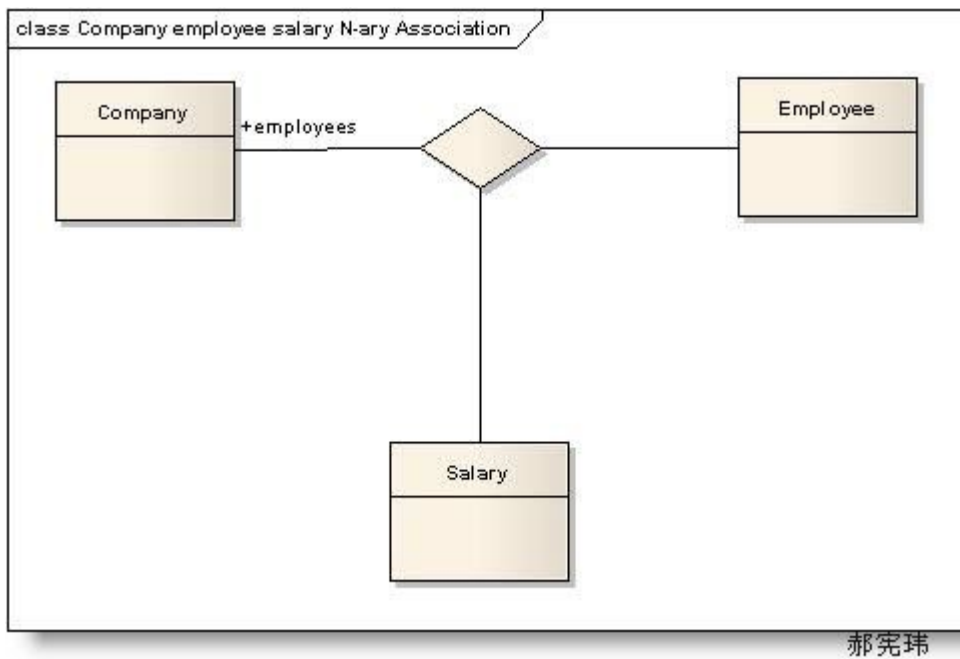 class Company employee salary N-ary Association
Company
+employees
Employee
Salary
郝宪玮